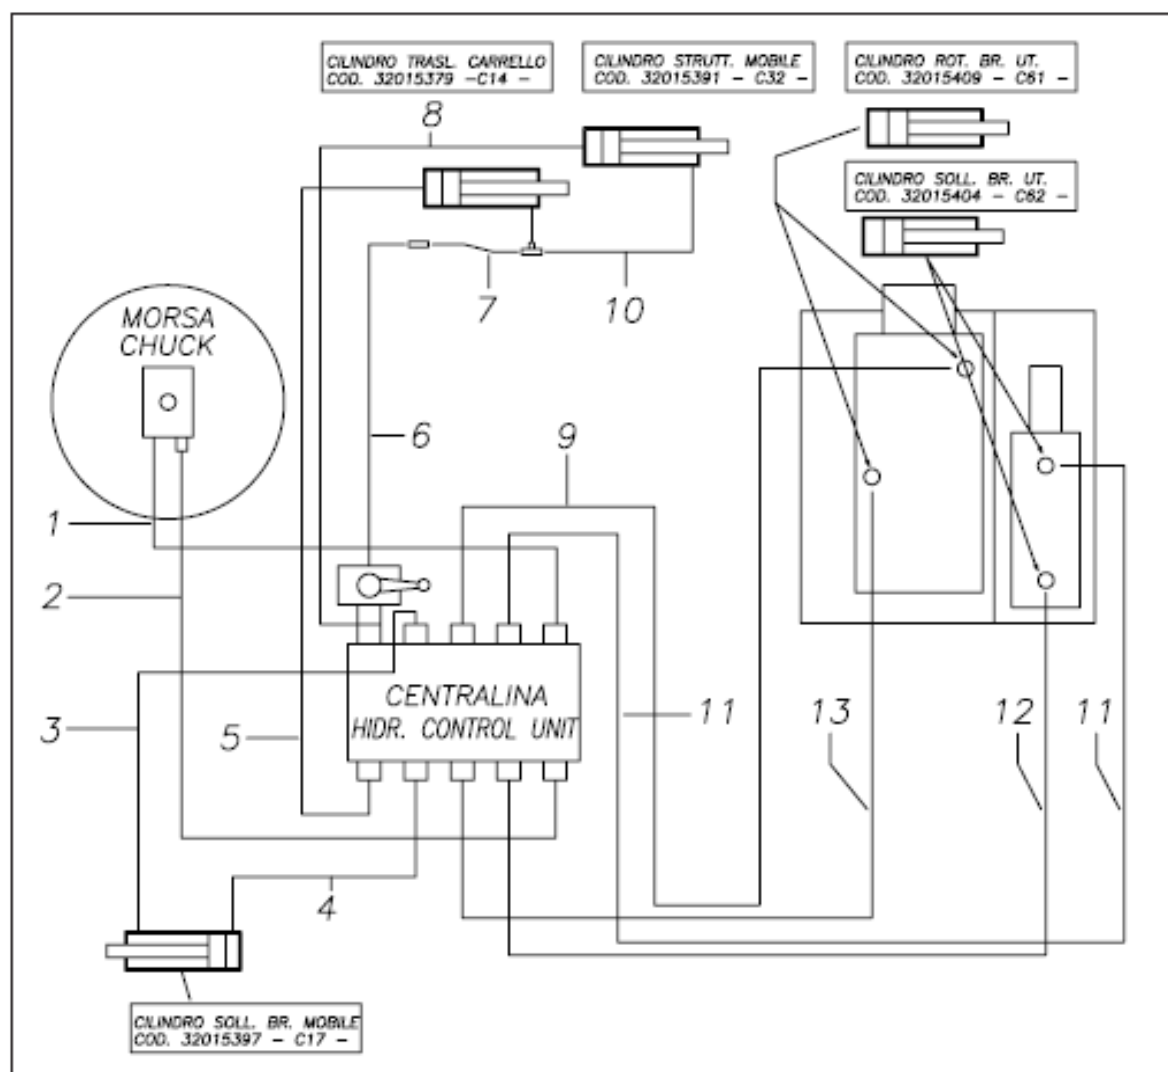 CILINDRO TRASL. CARRELLO
COD. 32015379 -C14 -
CILINDRO STRUTT. MOBILE
COD. 32015391 - C32 -
CILINDRO ROT. BR. UT.
COD. 32015409 - C61 -
8
CILINDRO SOLL. BR. UT.
COD. 32015404 - C62 -
7
10
MORSA
CHUCK
6
9
1
2
CENTRALINA
HIDR. CONTROL UNIT
3
5
11
13
12
11
4
CILINDRO SOLL. BR. MOBILE
COD. 32015397 - C17 -